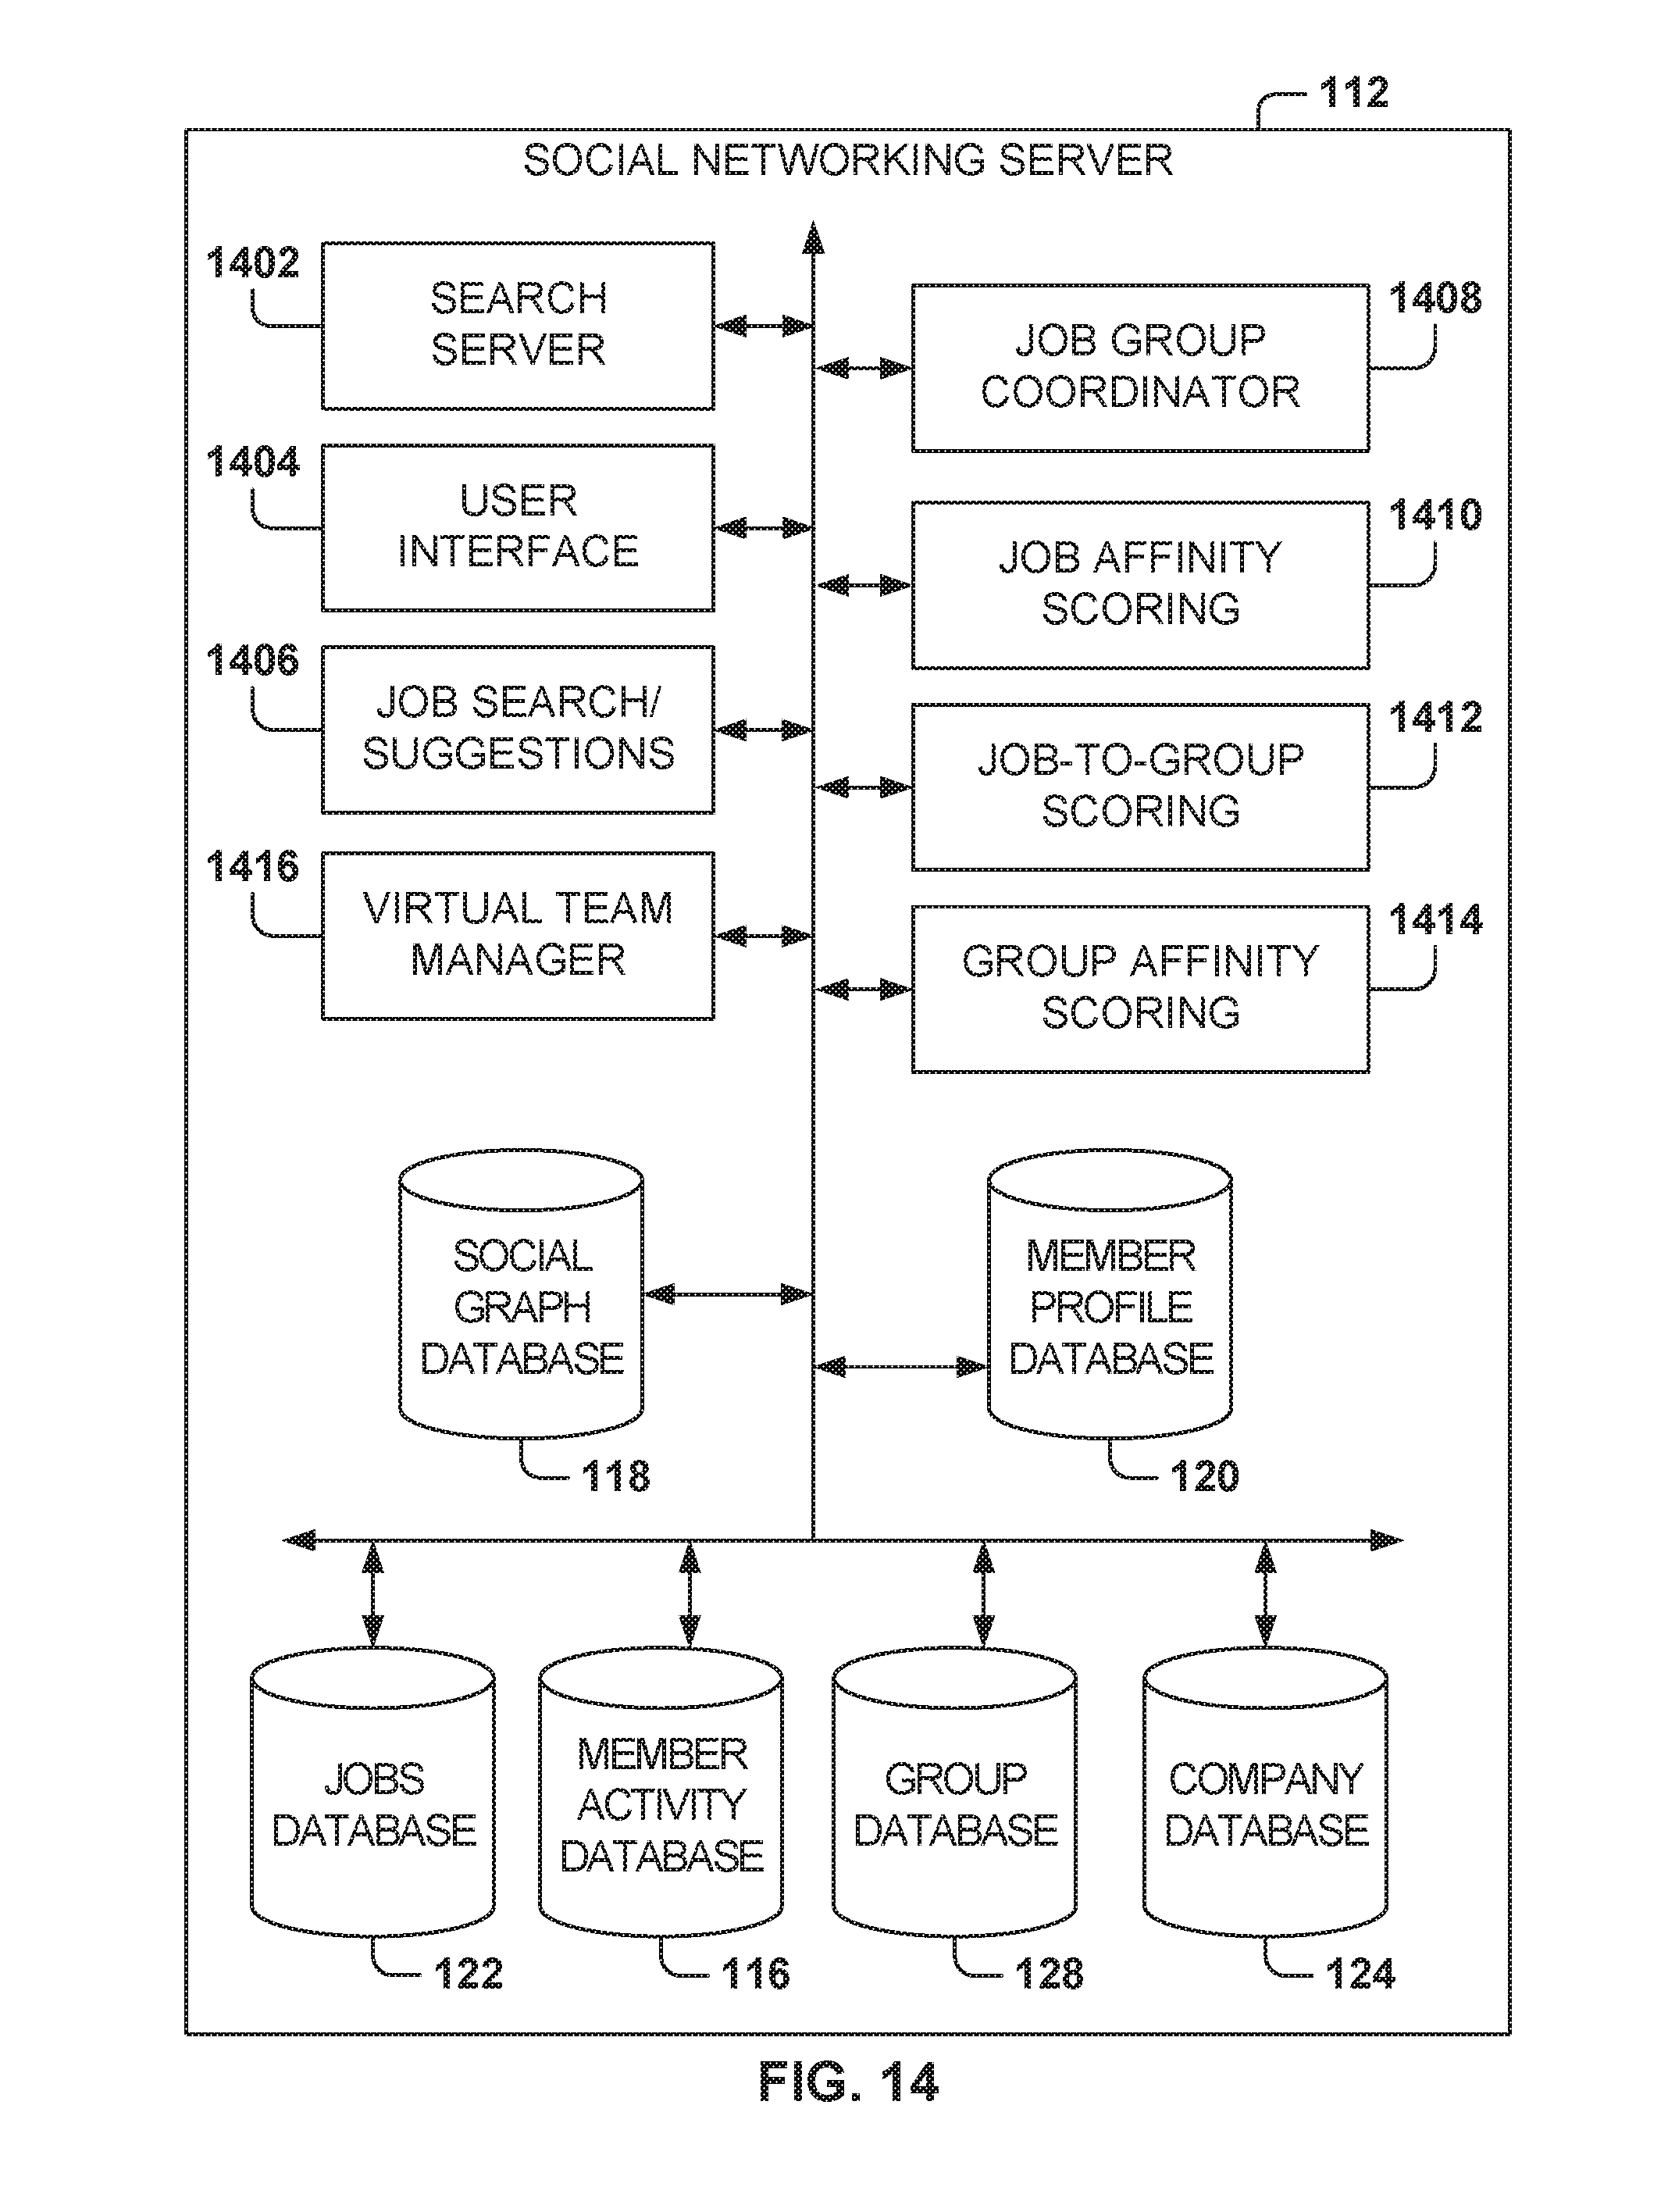 112
SOCIAL NETWORKING SERVER
1402
SEARCH
SERVER
1408
JOB GROUP
COORDINATOR
1404
USER
INTERFACE
1410
JOB AFFINITY
SCORING
1406
JOB SEARCH/
SUGGESTIONS
1412
JOB-TO-GROUP
SCORING
1416
VIRTUAL TEAM
MANAGER
1414
GROUP AFFINITY
SCORING
SOCIAL
GRAPH
DATABASE
118
MEMBER
PROFILE
DATABASE
120
JOBS
DATABASE
122
MEMBER
ACTIVITY
DATABASE
116
GROUP
DATABASE
128
COMPANY
DATABASE
124
FIG. 14